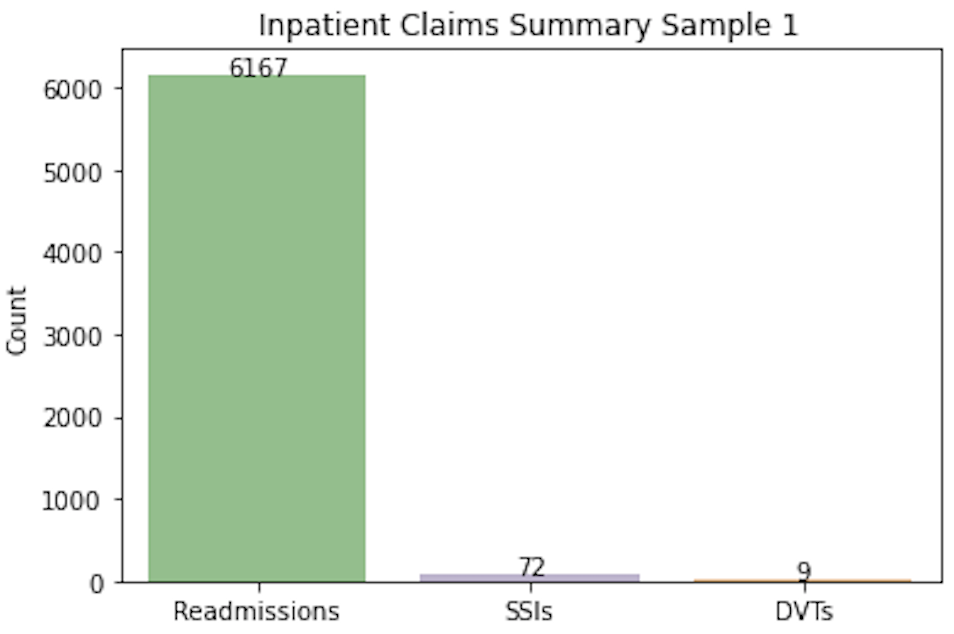 Inpatient Claims Summary Sample 1
6167
6000
5000
4000
3000
2000
1000
0
Count
72
9
Readmissions
SSIs
DVTs